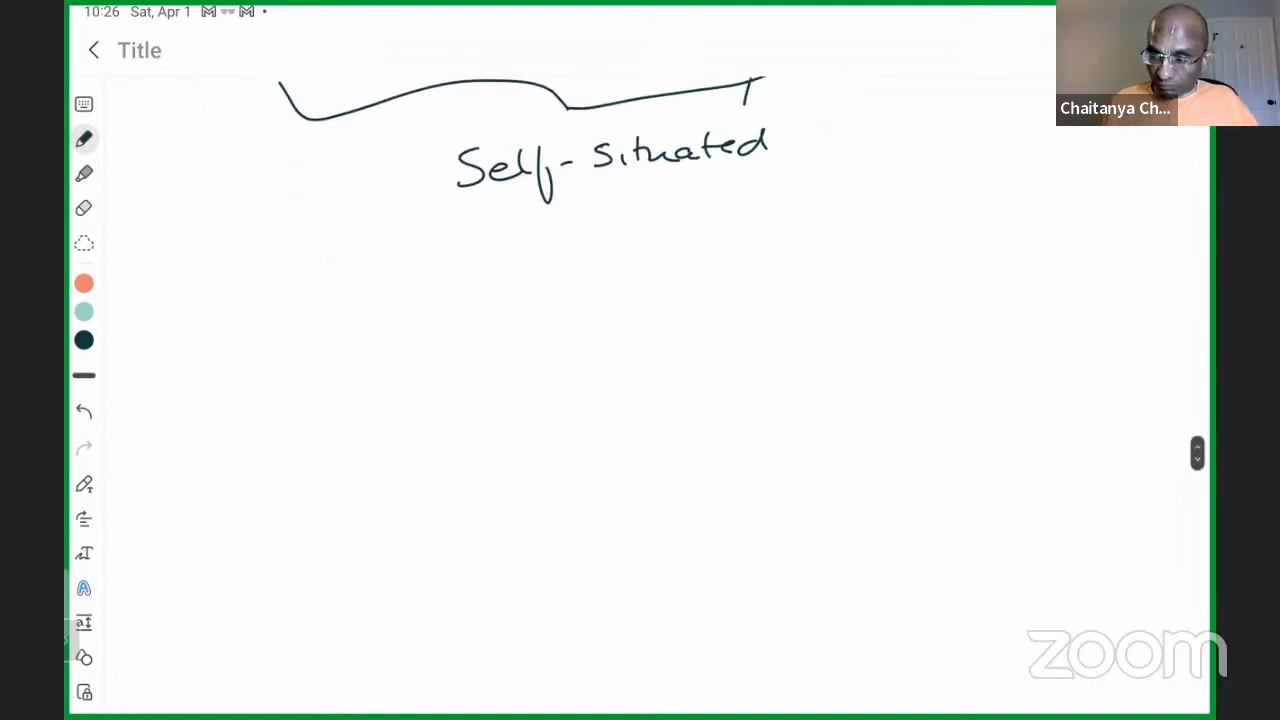 10:26 Sat, Apr 1
Title
Chaitanya Ch...
Self-situated
zoom